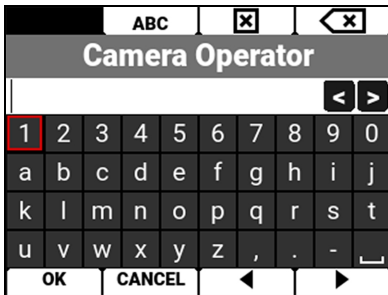 ABC
Camera Operator
< >
1 2 3 4 5 6 7 8 9 0
a b c d e f g h i j
k l m n o p q r s t
u v w x y z , . -
OK CANCEL